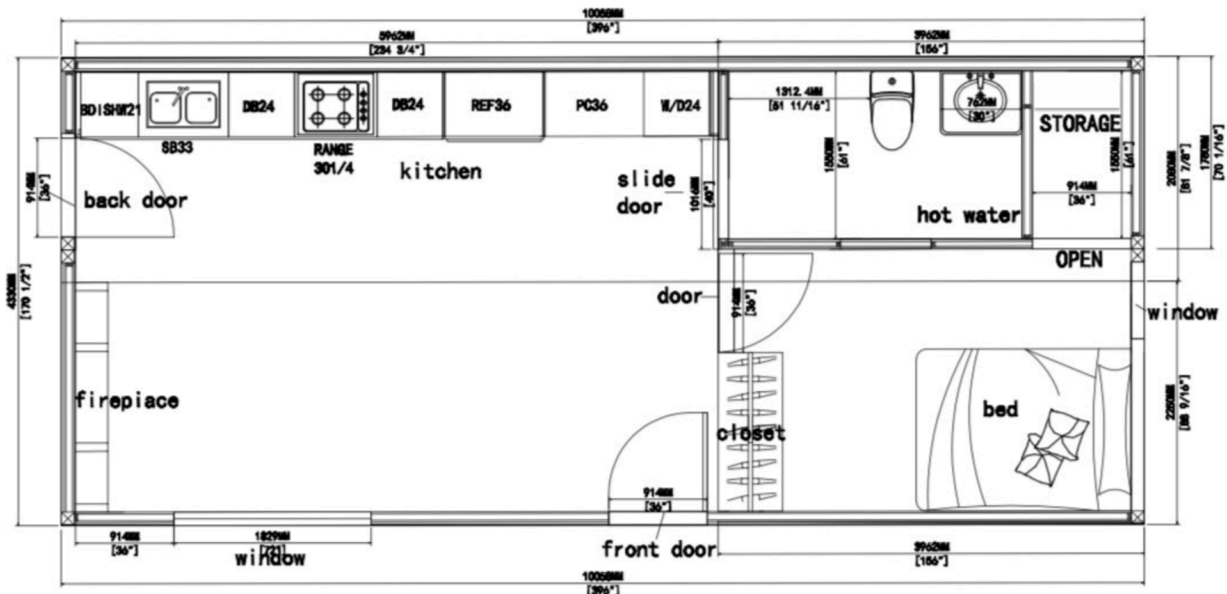 10058MM
[396"]
5962MM
[234 3/4"]
3962MM
[156"]
BDISHW21
SB33
DB24
RANGE
301/4
DB24
REF36
PC36
W/D24
1312.4MM
[51 11/16"]
762MM
[30"]
STORAGE
1550MM
[61"]
1550MM
[61"]
914MM
[36"]
2080MM
[81 7/8"]
1780MM
[70 1/16"]
kitchen
slide
door
1016MM
[40"]
hot water
914MM
[36"]
back door
OPEN
4330MM
[170 1/2"]
door
914MM
[36"]
window
firepiace
closet
bed
2250MM
[88 9/16"]
914MM
[36"]
914MM
[36"]
1829MM
window
front door
3962MM
[156"]
10058MM
[396"]